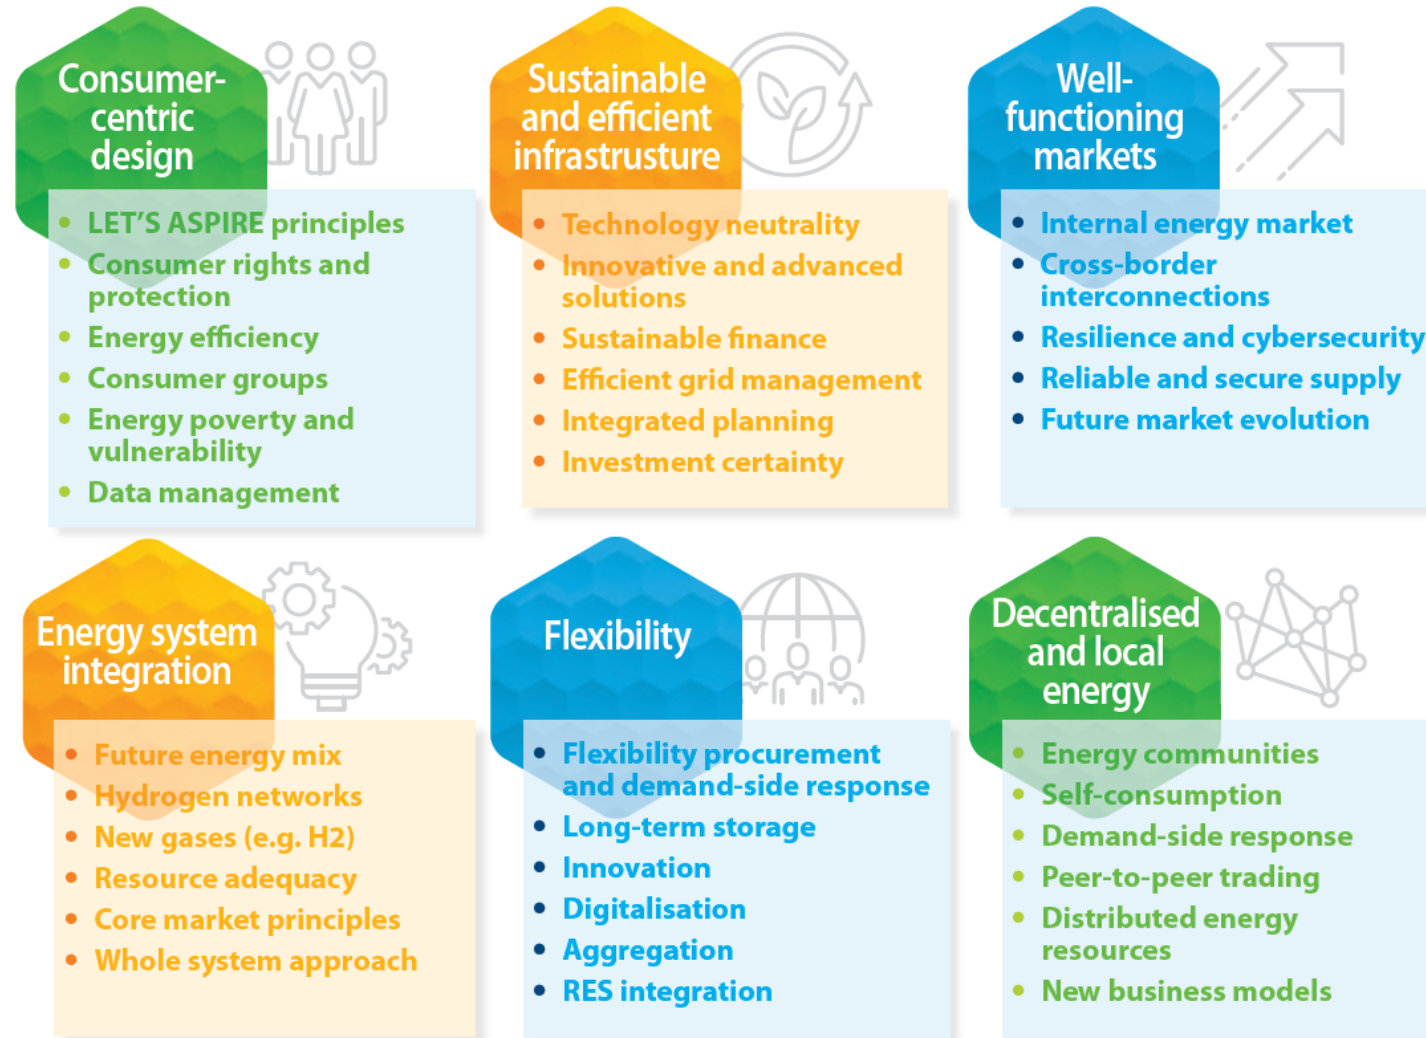 Consumer-
centric
design
• LET'S ASPIRE principles
• Consumer rights and
protection
• Energy efficiency
• Consumer groups
• Energy poverty and
vulnerability
• Data management
Sustainable
and efficient
infrastrusture
• Technology neutrality
• Innovative and advanced
solutions
• Sustainable finance
• Efficient grid management
• Integrated planning
• Investment certainty
Well-
functioning
markets
• Internal energy market
• Cross-border
interconnections
• Resilience and cybersecurity
• Reliable and secure supply
• Future market evolution
Energy system
integration
• Future energy mix
• Hydrogen networks
• New gases (e.g. H2)
• Resource adequacy
• Core market principles
• Whole system approach
Flexibility
• Flexibility procurement
and demand-side response
• Long-term storage
• Innovation
• Digitalisation
• Aggregation
• RES integration
Decentralised
and local
energy
• Energy communities
• Self-consumption
• Demand-side response
• Peer-to-peer trading
• Distributed energy
resources
• New business models